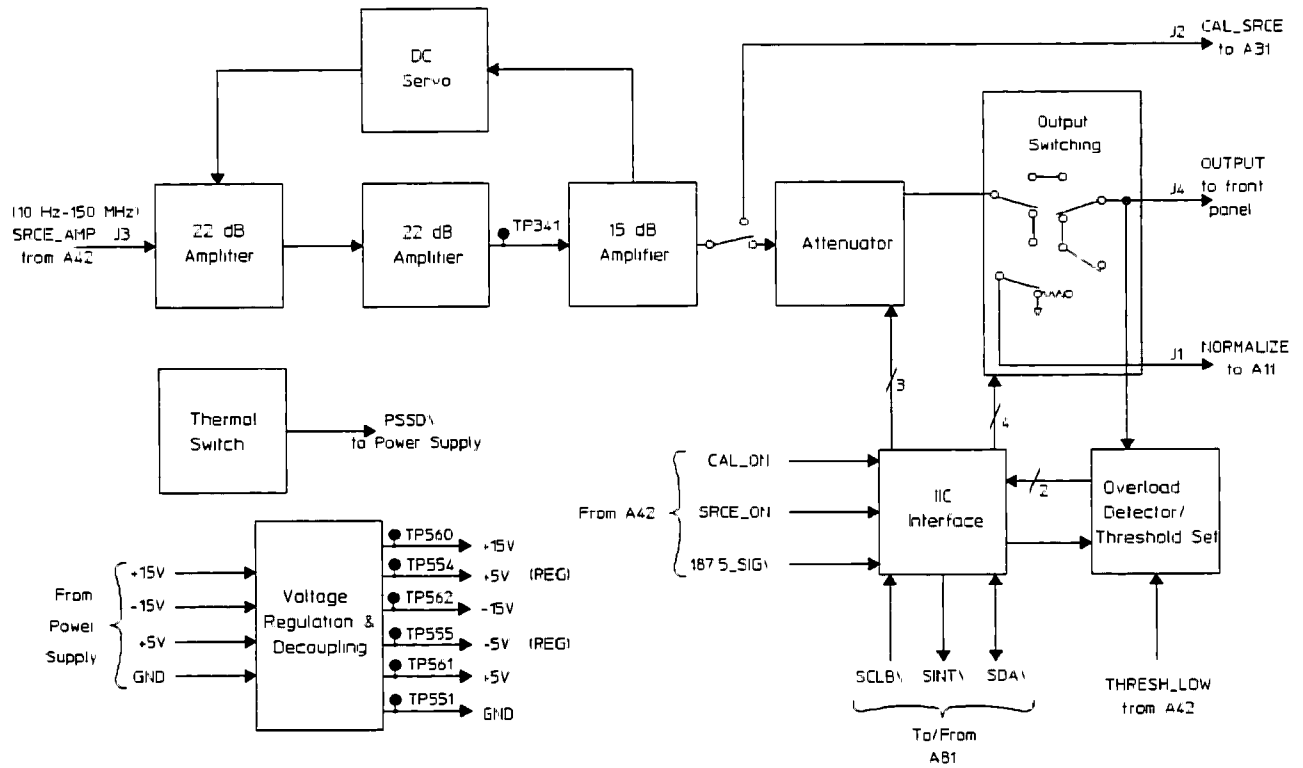 DC
Servo
J2
CAL_SRCE
to A31
Output
Switching
(10 Hz-150 MHz)
SRCE_AMP J3
from A42
22 dB
Amplifier
22 dB
Amplifier
TP341
15 dB
Amplifier
Attenuator
OUTPUT
J4
to front
panel
J1
NORMALIZE
to A11
3
4
Thermal
Switch
PSSD\
to Power Supply
From A42
CAL_ON
SRCE_ON
187.5_SIG\
IIC
Interface
2
Overload
Detector/
Threshold Set
From
Power
Supply
+15V
-15V
+5V
GND
Voltage
Regulation &
Decoupling
TP560
+15V
TP554
+5V (REG)
TP562
-15V
TP555
-5V (REG)
TP561
+5V
TP551
GND
SCLB\ SINT\ SDA\
To/From
A81
THRESH_LOW
from A42